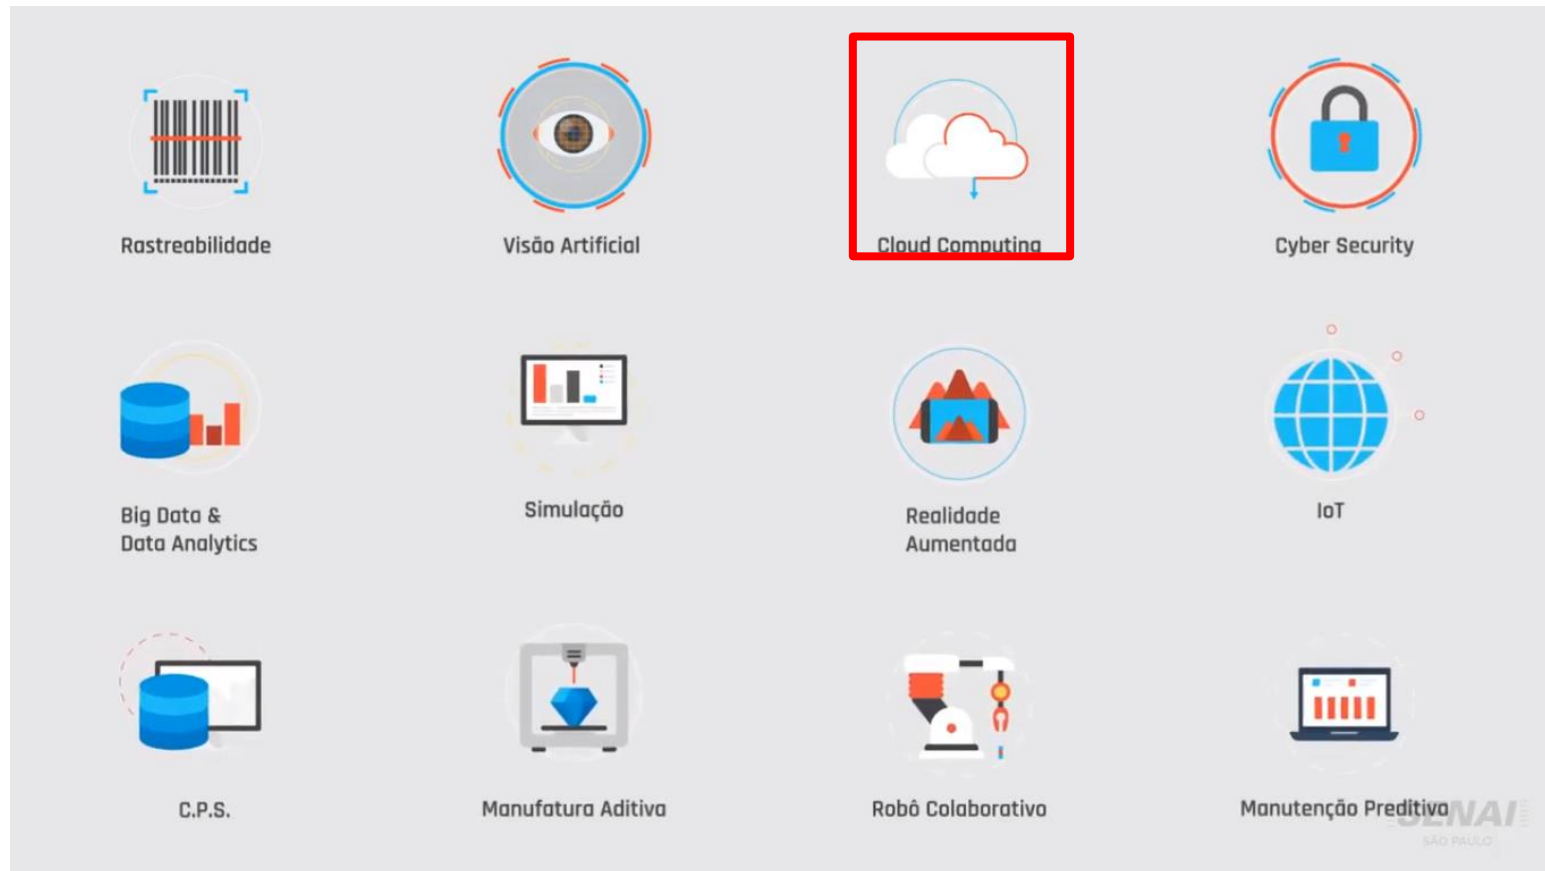 Rastreabilidade
Visão Artificial
Cloud Computing
Cyber Security
Big Data &
Data Analytics
Simulação
Realidade
Aumentada
IoT
C.P.S.
Manufatura Aditiva
Robô Colaborativo
Manutenção Preditiva
SENAI
SÃO PAULO